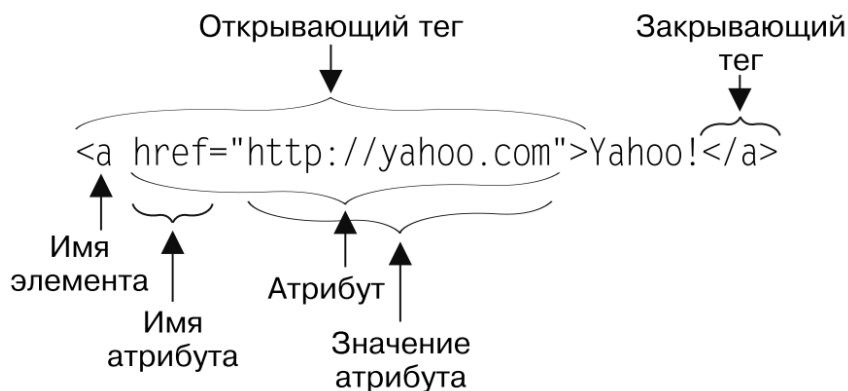 Открывающий тег
Закрывающий
тег
<a href="http://yahoo.com">Yahoo!</a>
Имя
элемента
Имя
атрибута
Атрибут
Значение
атрибута